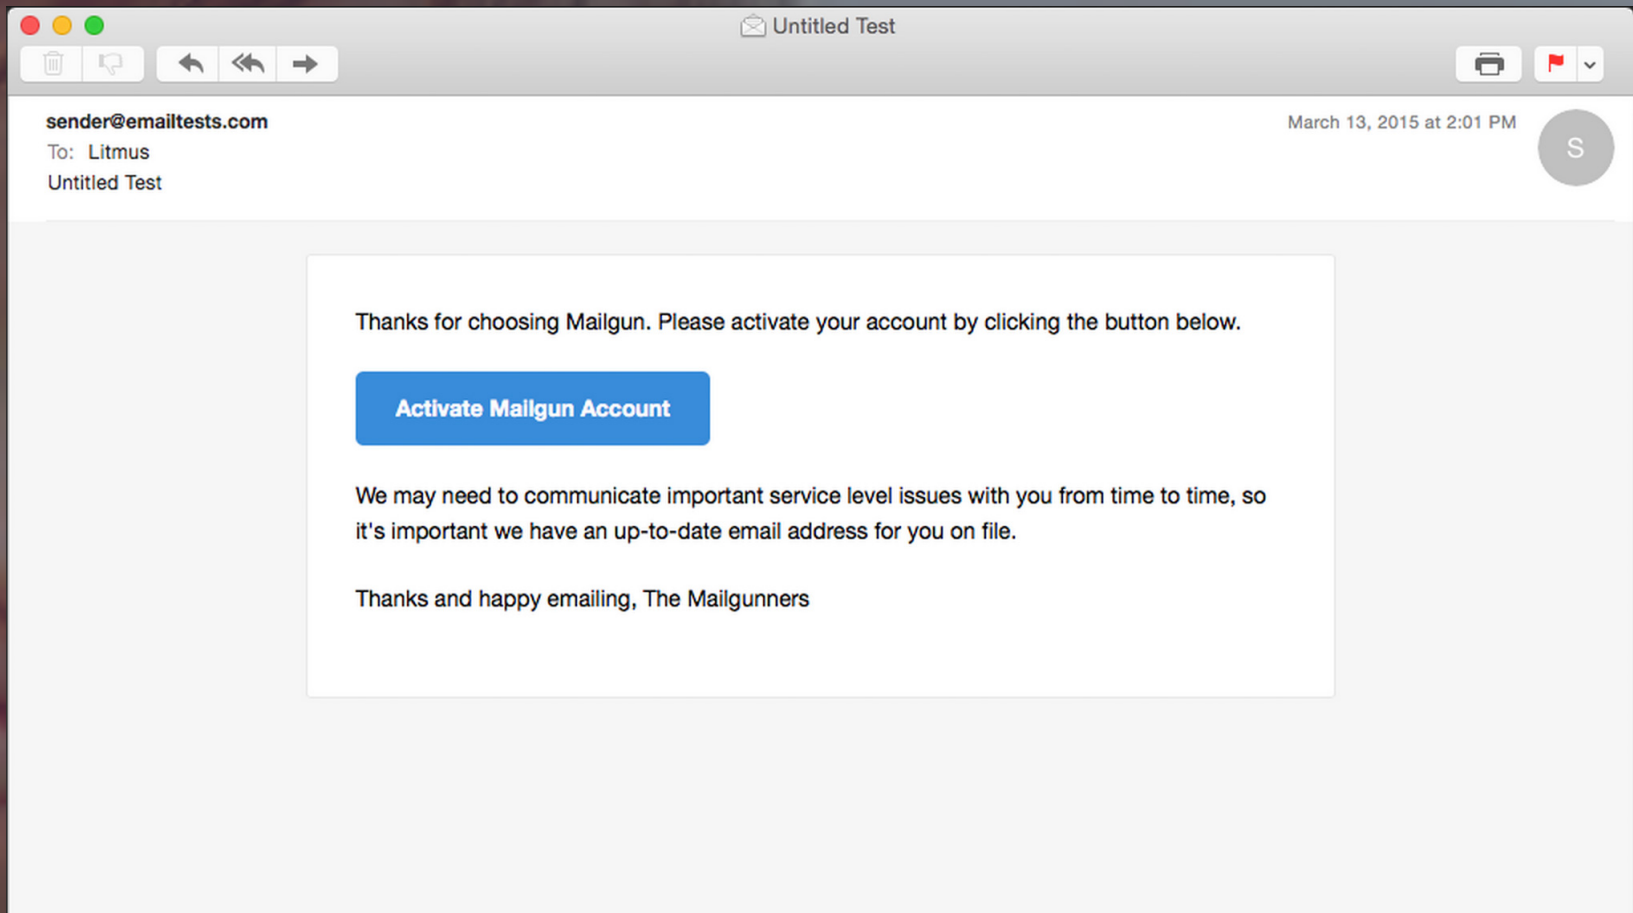 Untitled Test
sender@emailtests.com
March 13, 2015 at 2:01 PM
S
To: Litmus
Untitled Test
Thanks for choosing Mailgun. Please activate your account by clicking the button below.
Activate Mailgun Account
We may need to communicate important service level issues with you from time to time, so
it's important we have an up-to-date email address for you on file.
Thanks and happy emailing, The Mailgunners